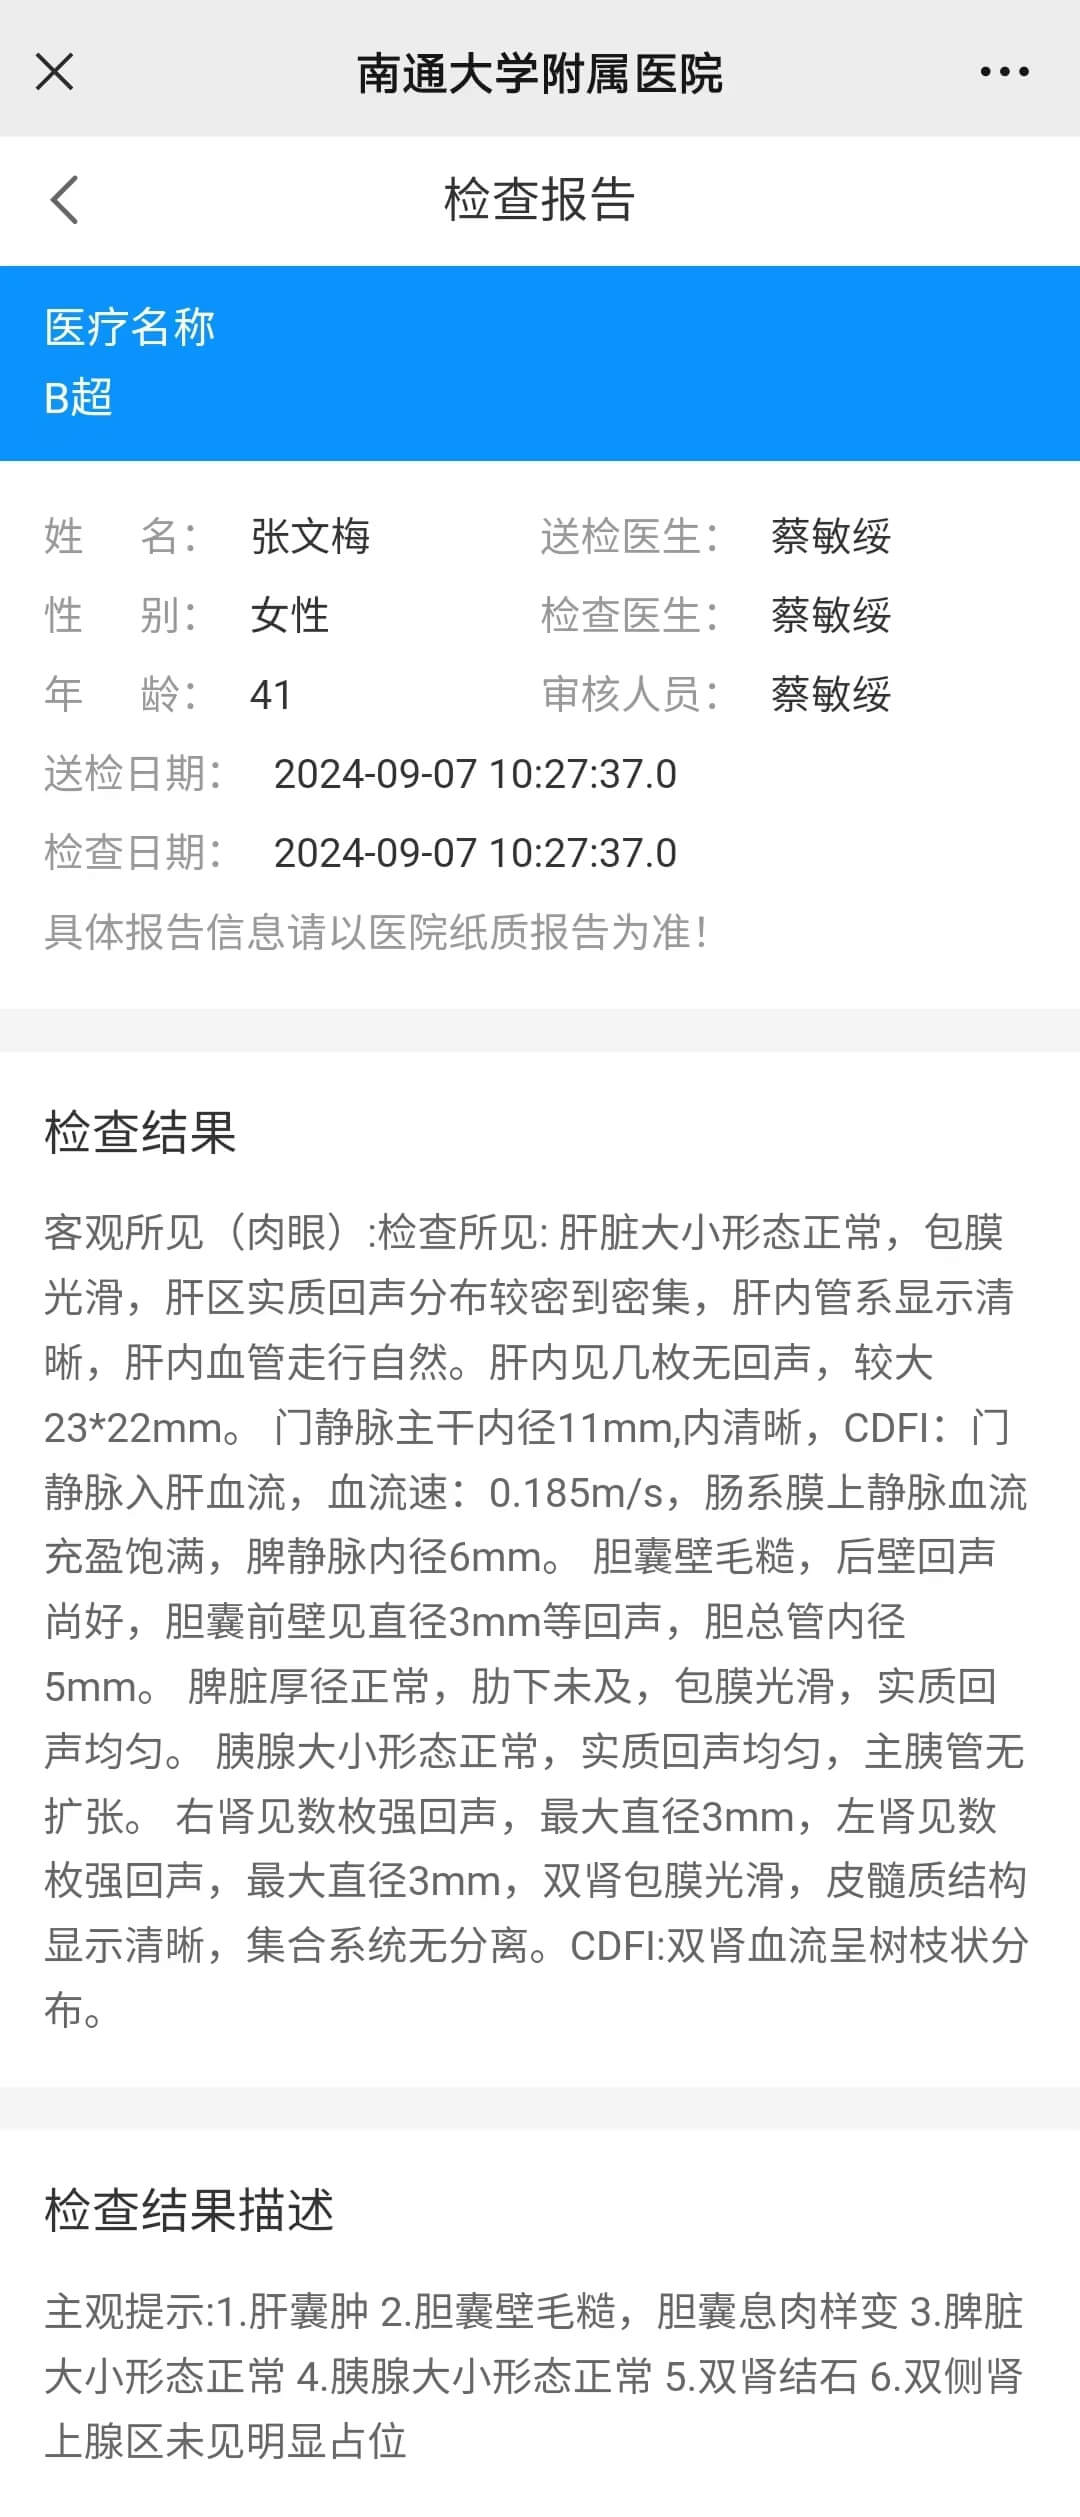 南通大学附属医院
检查报告
医疗名称
B超
姓 名： 张文梅 送检医生： 蔡敏绥
性 别： 女性 检查医生： 蔡敏绥
年 龄： 41 审核人员： 蔡敏绥
送检日期： 2024-09-07 10:27:37.0
检查日期： 2024-09-07 10:27:37.0
具体报告信息请以医院纸质报告为准！
检查结果
客观所见（肉眼）:检查所见: 肝脏大小形态正常，包膜
光滑，肝区实质回声分布较密到密集，肝内管系显示清
晰，肝内血管走行自然。肝内见几枚无回声，较大
23*22mm。 门静脉主干内径11mm,内清晰，CDFI：门
静脉入肝血流，血流速：0.185m/s，肠系膜上静脉血流
充盈饱满，脾静脉内径6mm。 胆囊壁毛糙，后壁回声
尚好，胆囊前壁见直径3mm等回声，胆总管内径
5mm。 脾脏厚径正常，肋下未及，包膜光滑，实质回
声均匀。 胰腺大小形态正常，实质回声均匀，主胰管无
扩张。 右肾见数枚强回声，最大直径3mm，左肾见数
枚强回声，最大直径3mm，双肾包膜光滑，皮髓质结构
显示清晰，集合系统无分离。CDFI:双肾血流呈树枝状分
布。
检查结果描述
主观提示:1.肝囊肿 2.胆囊壁毛糙，胆囊息肉样变 3.脾脏
大小形态正常 4.胰腺大小形态正常 5.双肾结石 6.双侧肾
上腺区未见明显占位